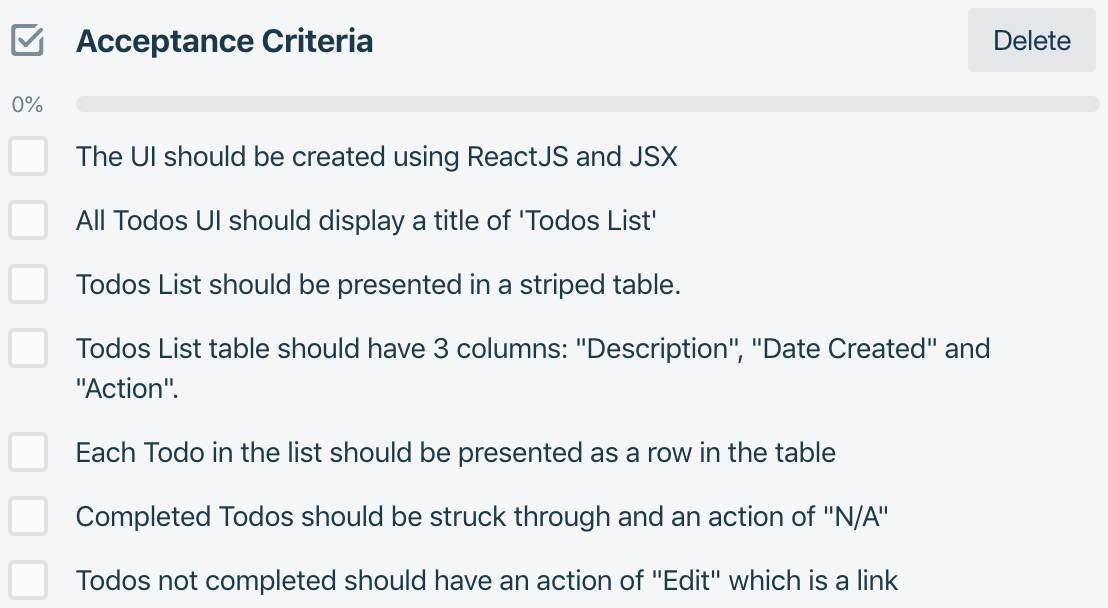 Acceptance Criteria
Delete
0%
The UI should be created using ReactJS and JSX
All Todos UI should display a title of 'Todos List'
Todos List should be presented in a striped table.
Todos List table should have 3 columns: "Description", "Date Created" and
"Action".
Each Todo in the list should be presented as a row in the table
Completed Todos should be struck through and an action of "N/A"
Todos not completed should have an action of "Edit" which is a link